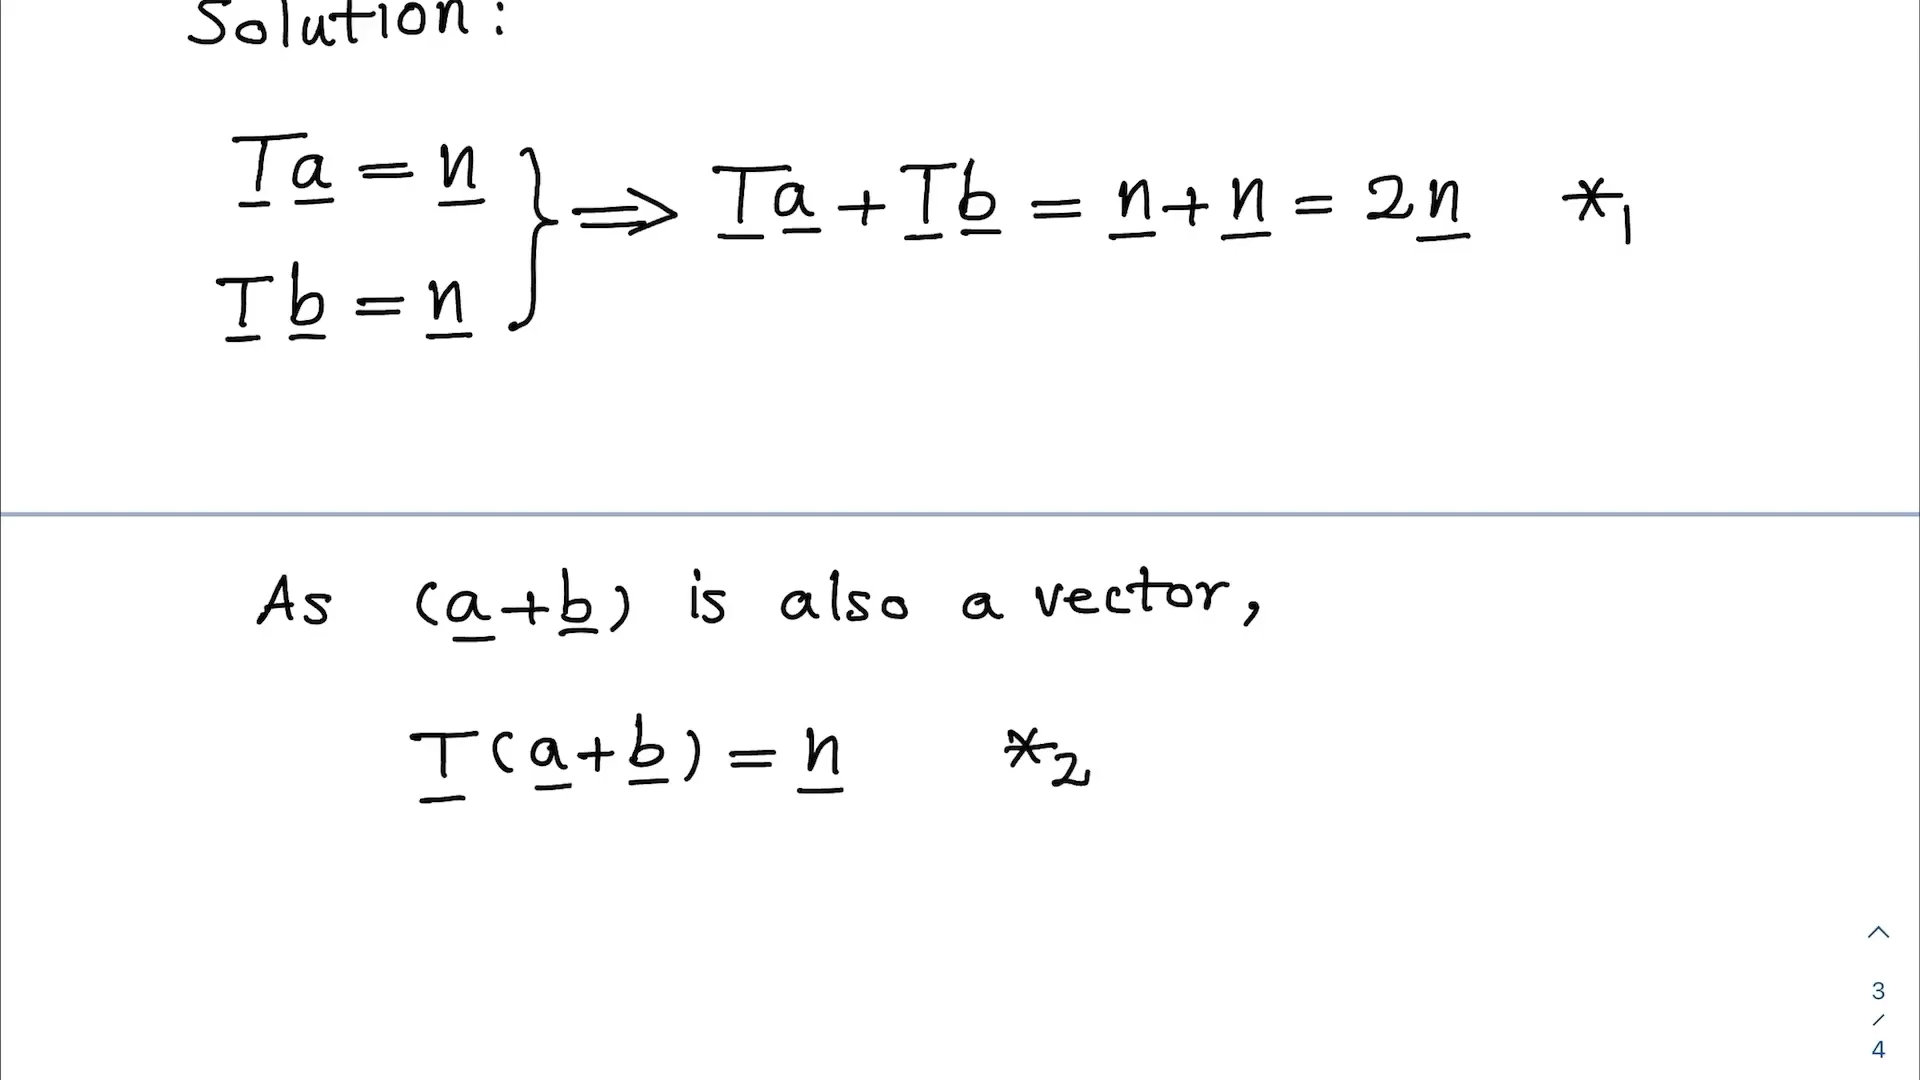 Solution:
Ta = n
Tb = n
} ⇒ Ta + Tb = n + n = 2n *1
As (a+b) is also a vector,
T(a+b) = n *2
^
3
/
4